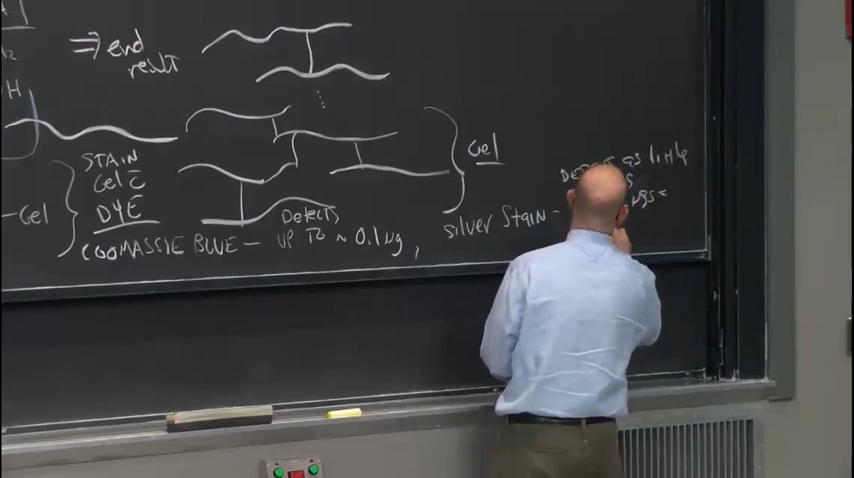 ⇒ end
result
H
Gel
STAIN
Gel c̄
DYE
Gel
Detects
COOMASSIE BLUE — UP TO ~ 0.1 µg,
silver stain –
as little